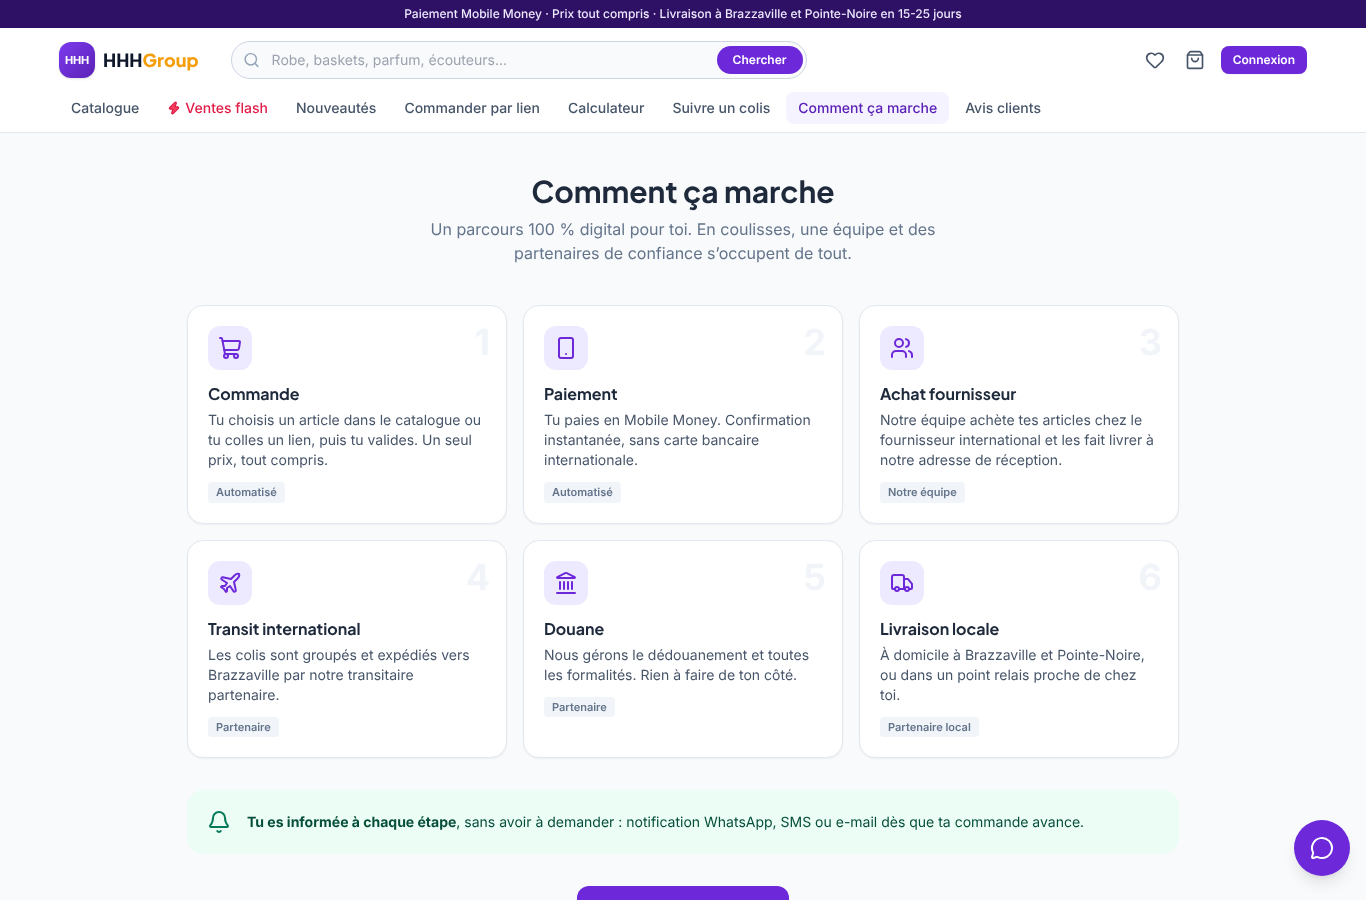 Paiement Mobile Money · Prix tout compris · Livraison à Brazzaville et Pointe-Noire en 15-25 jours
HHH
HHHGroup
Robe, baskets, parfum, écouteurs...
Chercher
Connexion
Catalogue
Ventes flash
Nouveautés
Commander par lien
Calculateur
Suivre un colis
Comment ça marche
Avis clients
Comment ça marche
Un parcours 100 % digital pour toi. En coulisses, une équipe et des
partenaires de confiance s’occupent de tout.
1
Commande
Tu choisis un article dans le catalogue ou
tu colles un lien, puis tu valides. Un seul
prix, tout compris.
Automatisé
2
Paiement
Tu paies en Mobile Money. Confirmation
instantanée, sans carte bancaire
internationale.
Automatisé
3
Achat fournisseur
Notre équipe achète tes articles chez le
fournisseur international et les fait livrer à
notre adresse de réception.
Notre équipe
4
Transit international
Les colis sont groupés et expédiés vers
Brazzaville par notre transitaire
partenaire.
Partenaire
5
Douane
Nous gérons le dédouanement et toutes
les formalités. Rien à faire de ton côté.
Partenaire
6
Livraison locale
À domicile à Brazzaville et Pointe-Noire,
ou dans un point relais proche de chez
toi.
Partenaire local
Tu es informée à chaque étape, sans avoir à demander : notification WhatsApp, SMS ou e-mail dès que ta commande avance.